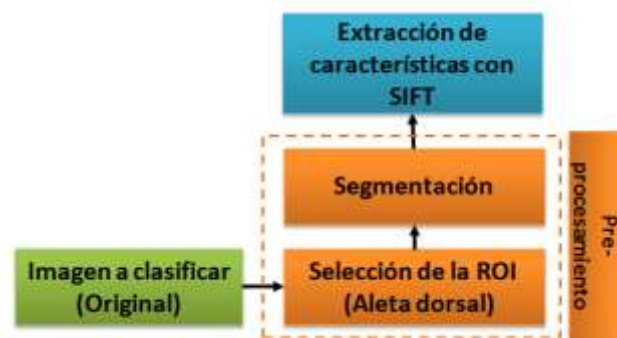 Extracción de
características con
SIFT
Segmentación
Pre-
procesamiento
Imagen a clasificar
(Original)
Selección de la ROI
(Aleta dorsal)